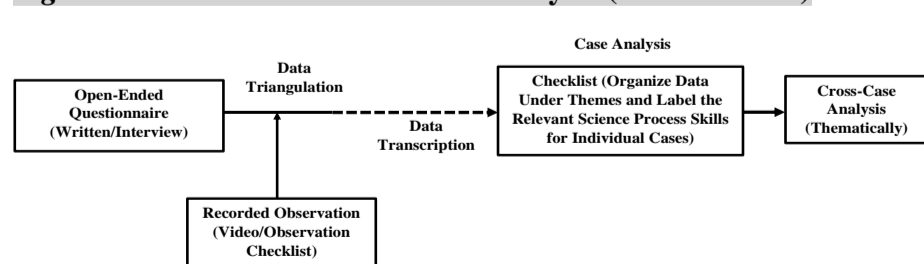 Case Analysis
Data
Triangulation
Open-Ended
Questionnaire
(Written/Interview)
Data
Transcription
Checklist (Organize Data
Under Themes and Label the
Relevant Science Process Skills
for Individual Cases)
Cross-Case
Analysis
(Thematically)
Recorded Observation
(Video/Observation
Checklist)